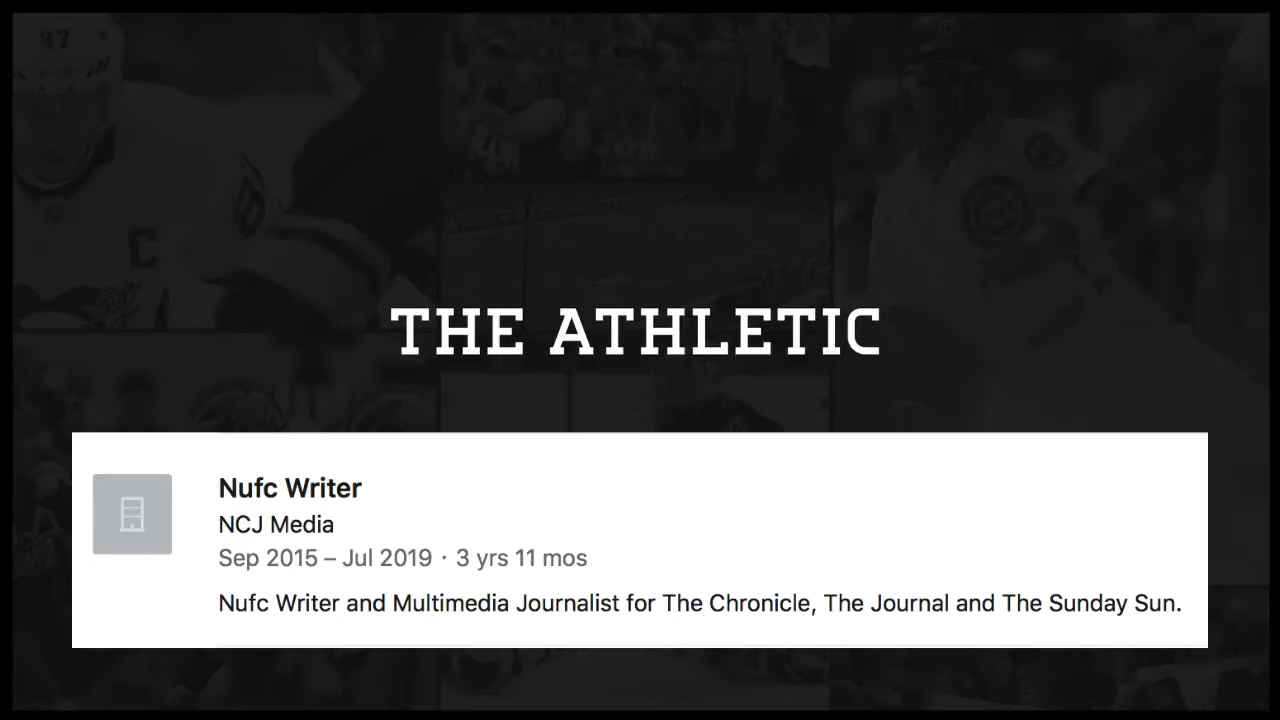 97
C
THE ATHLETIC
Nufc Writer
NCJ Media
Sep 2015 – Jul 2019 · 3 yrs 11 mos
Nufc Writer and Multimedia Journalist for The Chronicle, The Journal and The Sunday Sun.